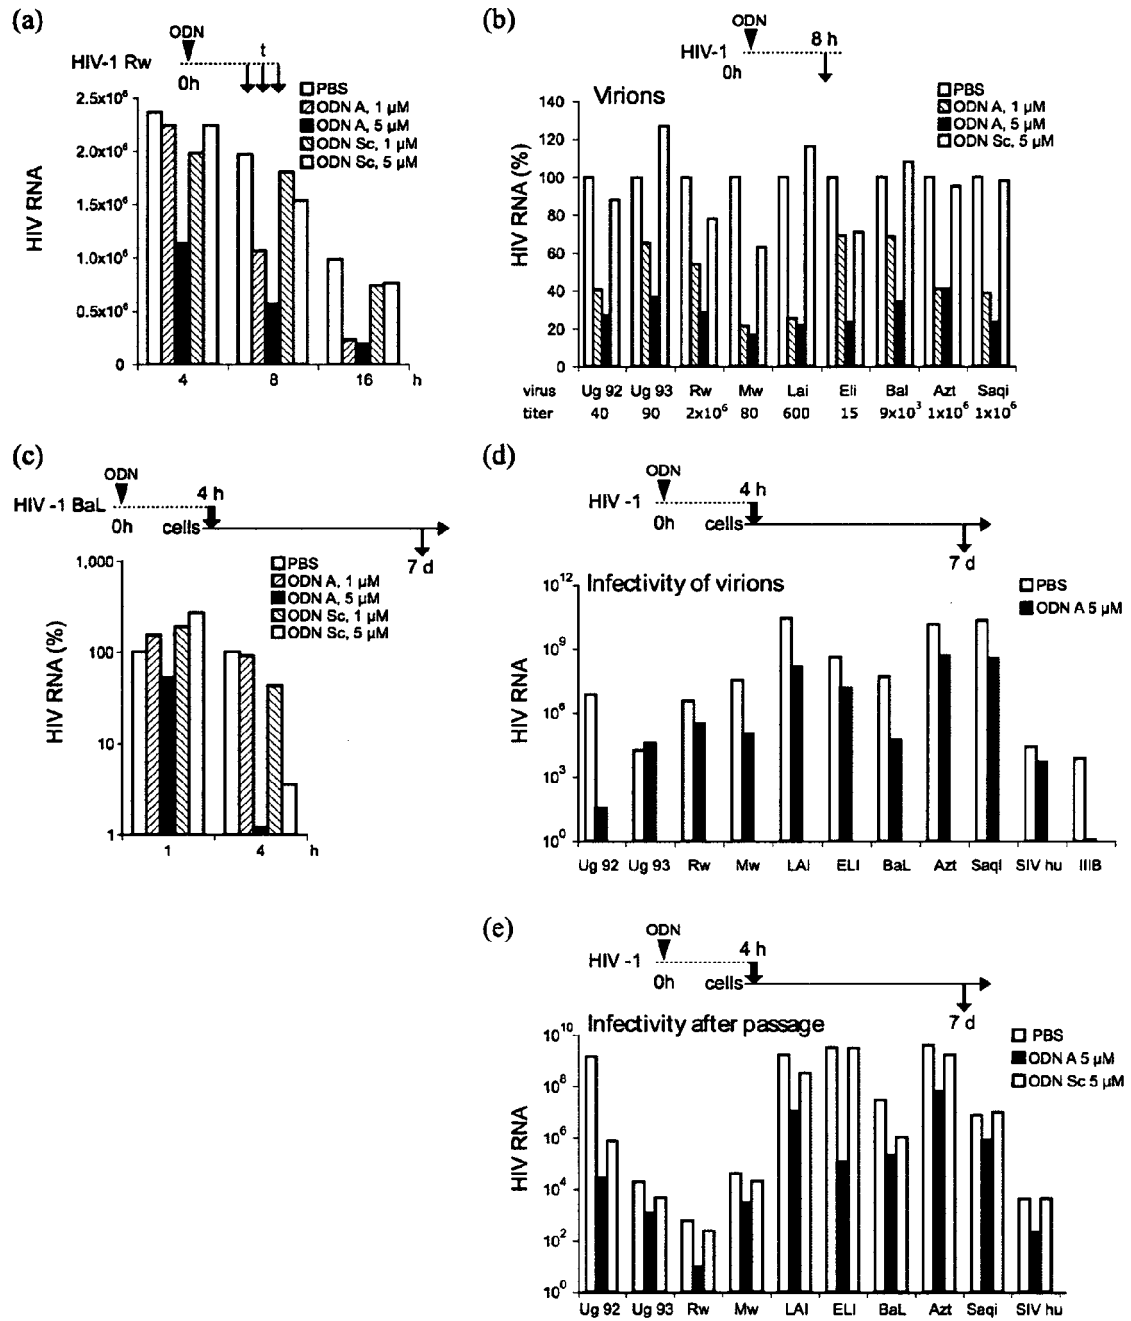 (a)
ODN
HIV-1 Rw
t
0h
HIV RNA
2.5x10⁶
2.0x10⁶
1.5x10⁶
1.0x10⁶
0.5x10⁶
0
PBS
ODN A, 1 µM
ODN A, 5 µM
ODN Sc, 1 µM
ODN Sc, 5 µM
4 8 16 h
(b)
ODN
HIV-1
8 h
0h
Virions
HIV RNA (%)
140
120
100
80
60
40
20
0
PBS
ODN A, 1 µM
ODN A, 5 µM
ODN Sc, 5 µM
virus Ug 92 Ug 93 Rw Mw Lai Eli Bal Azt Saqi
titer 40 90 2x10⁶ 80 600 15 9x10³ 1x10⁶ 1x10⁶
(c)
ODN
HIV -1 BaL
4 h
0h
cells
7 d
HIV RNA (%)
1,000
100
10
1
PBS
ODN A, 1 µM
ODN A, 5 µM
ODN Sc, 1 µM
ODN Sc, 5 µM
1 4 h
(d)
ODN
HIV -1
4 h
0h
cells
7 d
Infectivity of virions
HIV RNA
10¹²
10⁹
10⁶
10³
10⁰
PBS
ODN A 5 µM
Ug 92 Ug 93 Rw Mw LAI ELI BaL Azt Saqi SIV hu IIIB
(e)
ODN
HIV -1
4 h
0h
cells
7 d
Infectivity after passage
HIV RNA
10¹⁰
10⁸
10⁶
10⁴
10²
10⁰
PBS
ODN A 5 µM
ODN Sc 5 µM
Ug 92 Ug 93 Rw Mw LAI ELI BaL Azt Saqi SIV hu